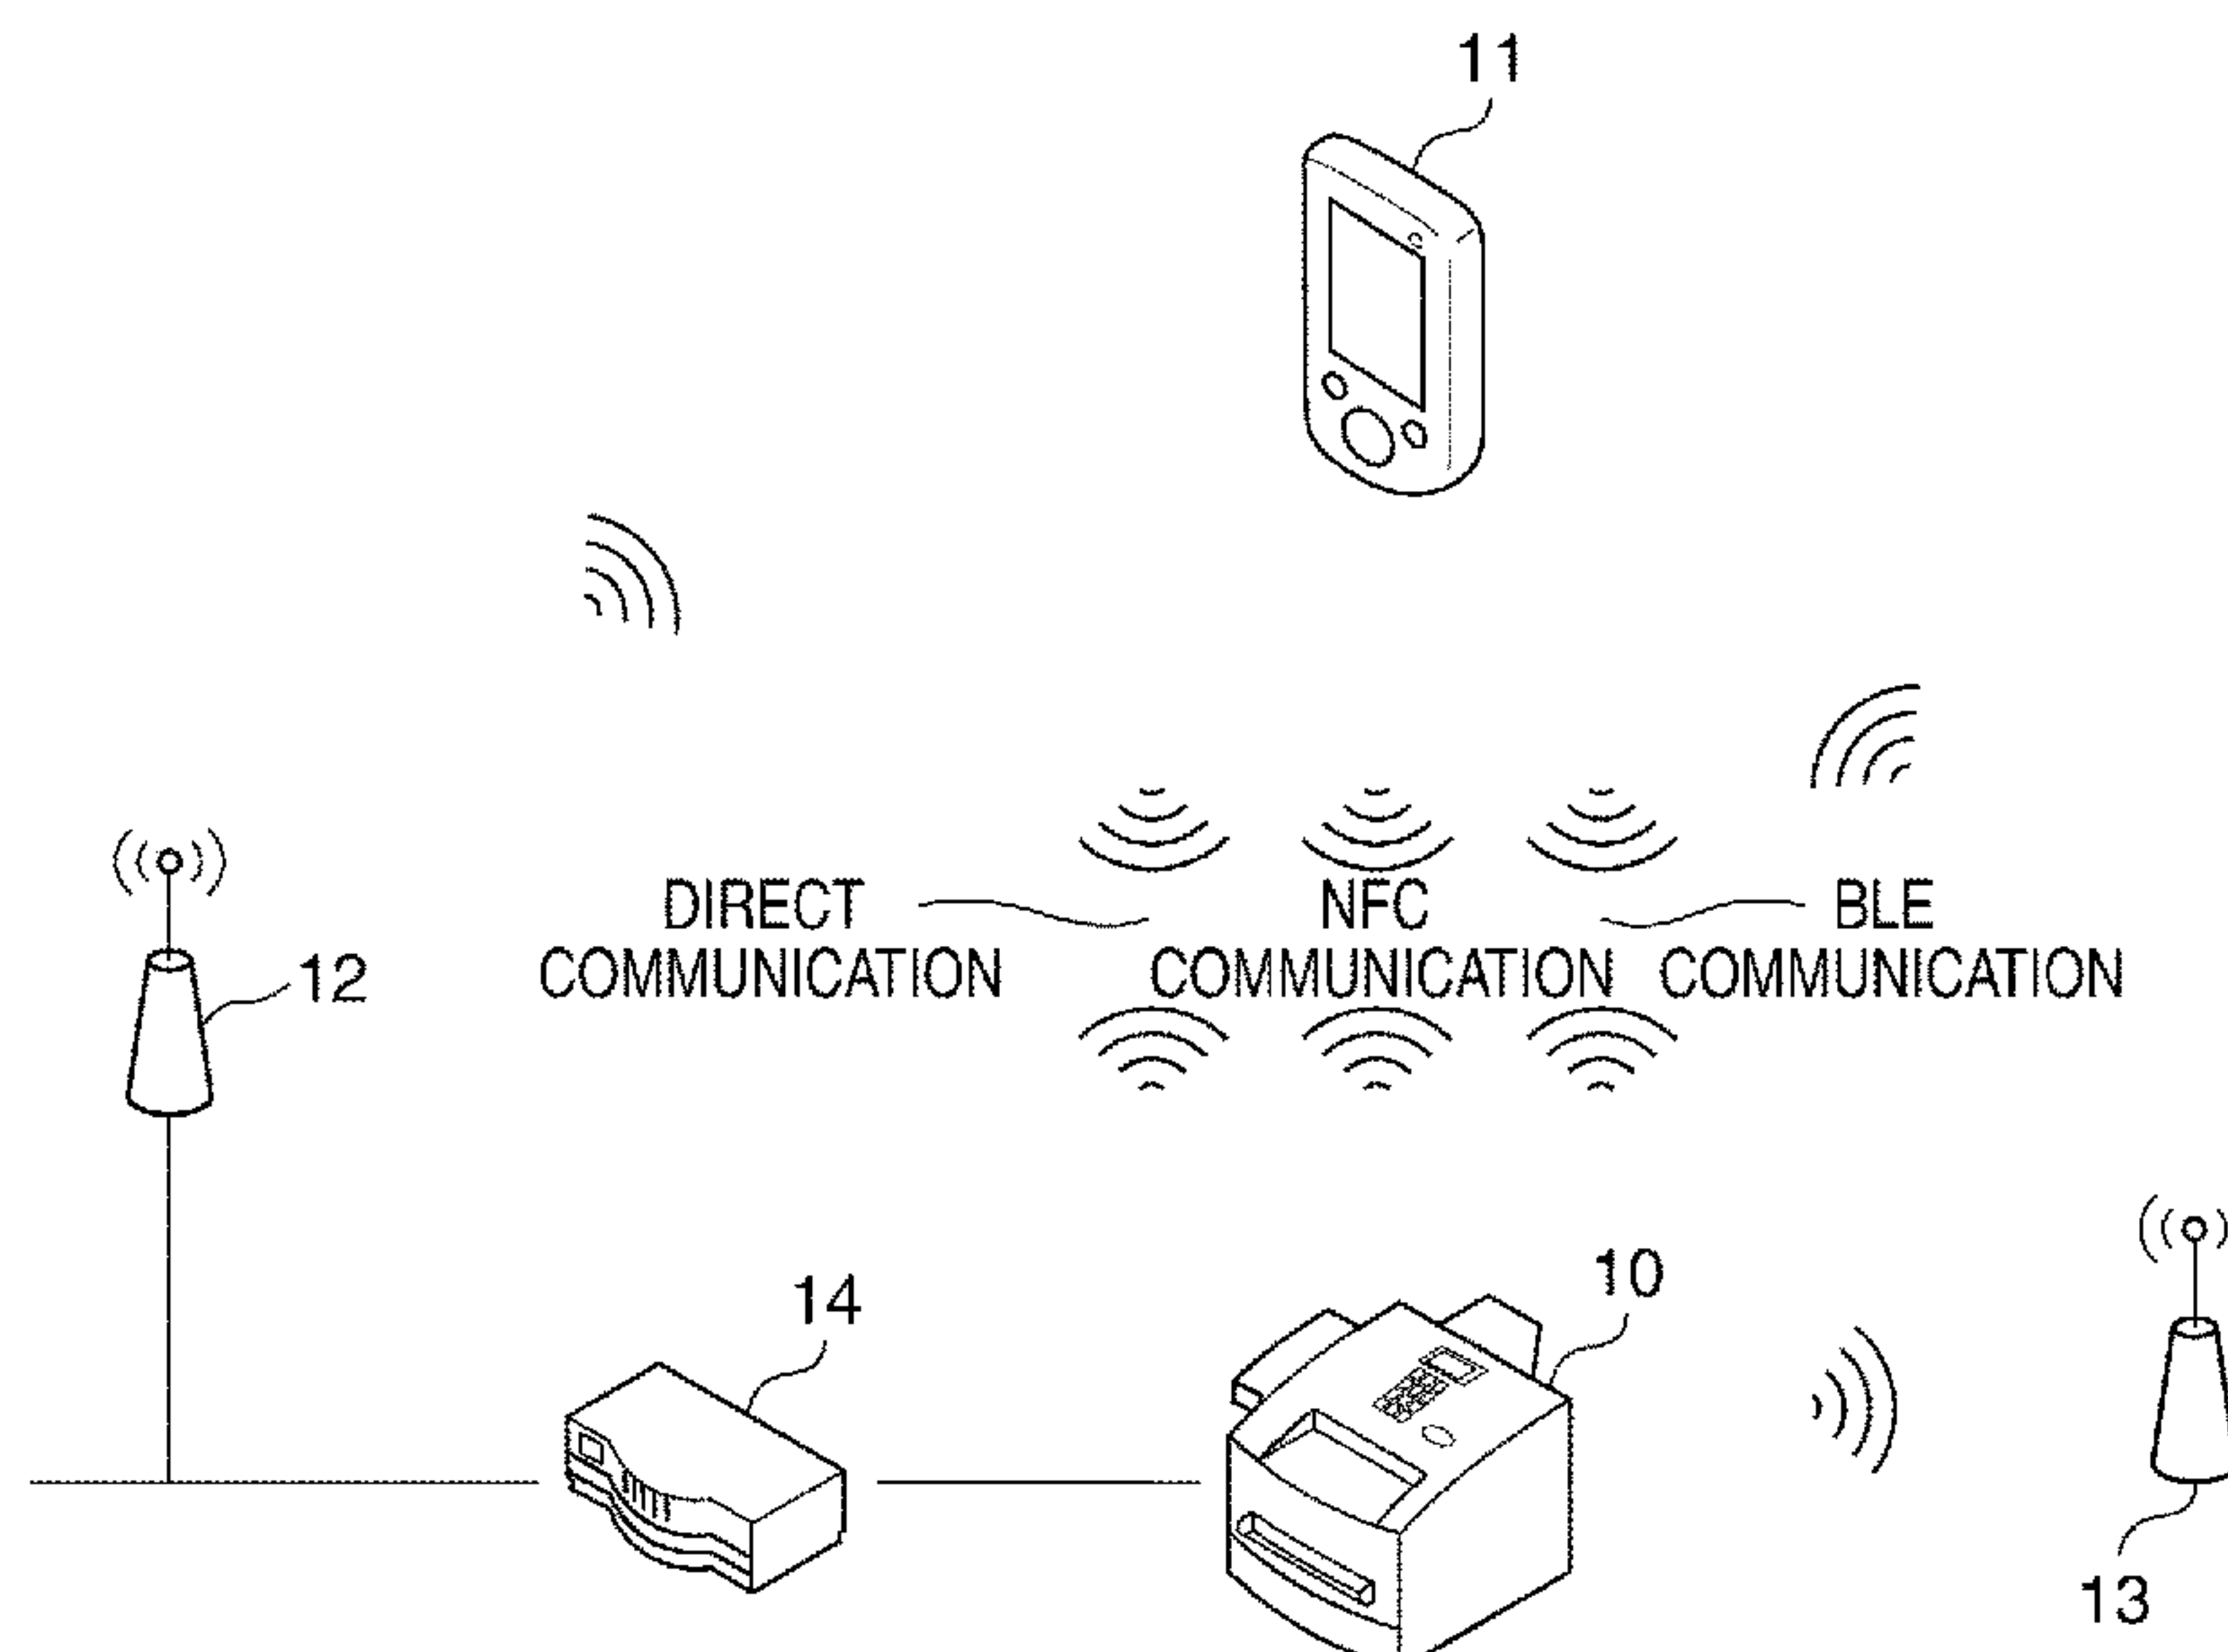 11
DIRECT
COMMUNICATION
NFC
COMMUNICATION
BLE
COMMUNICATION
12
14
10
13